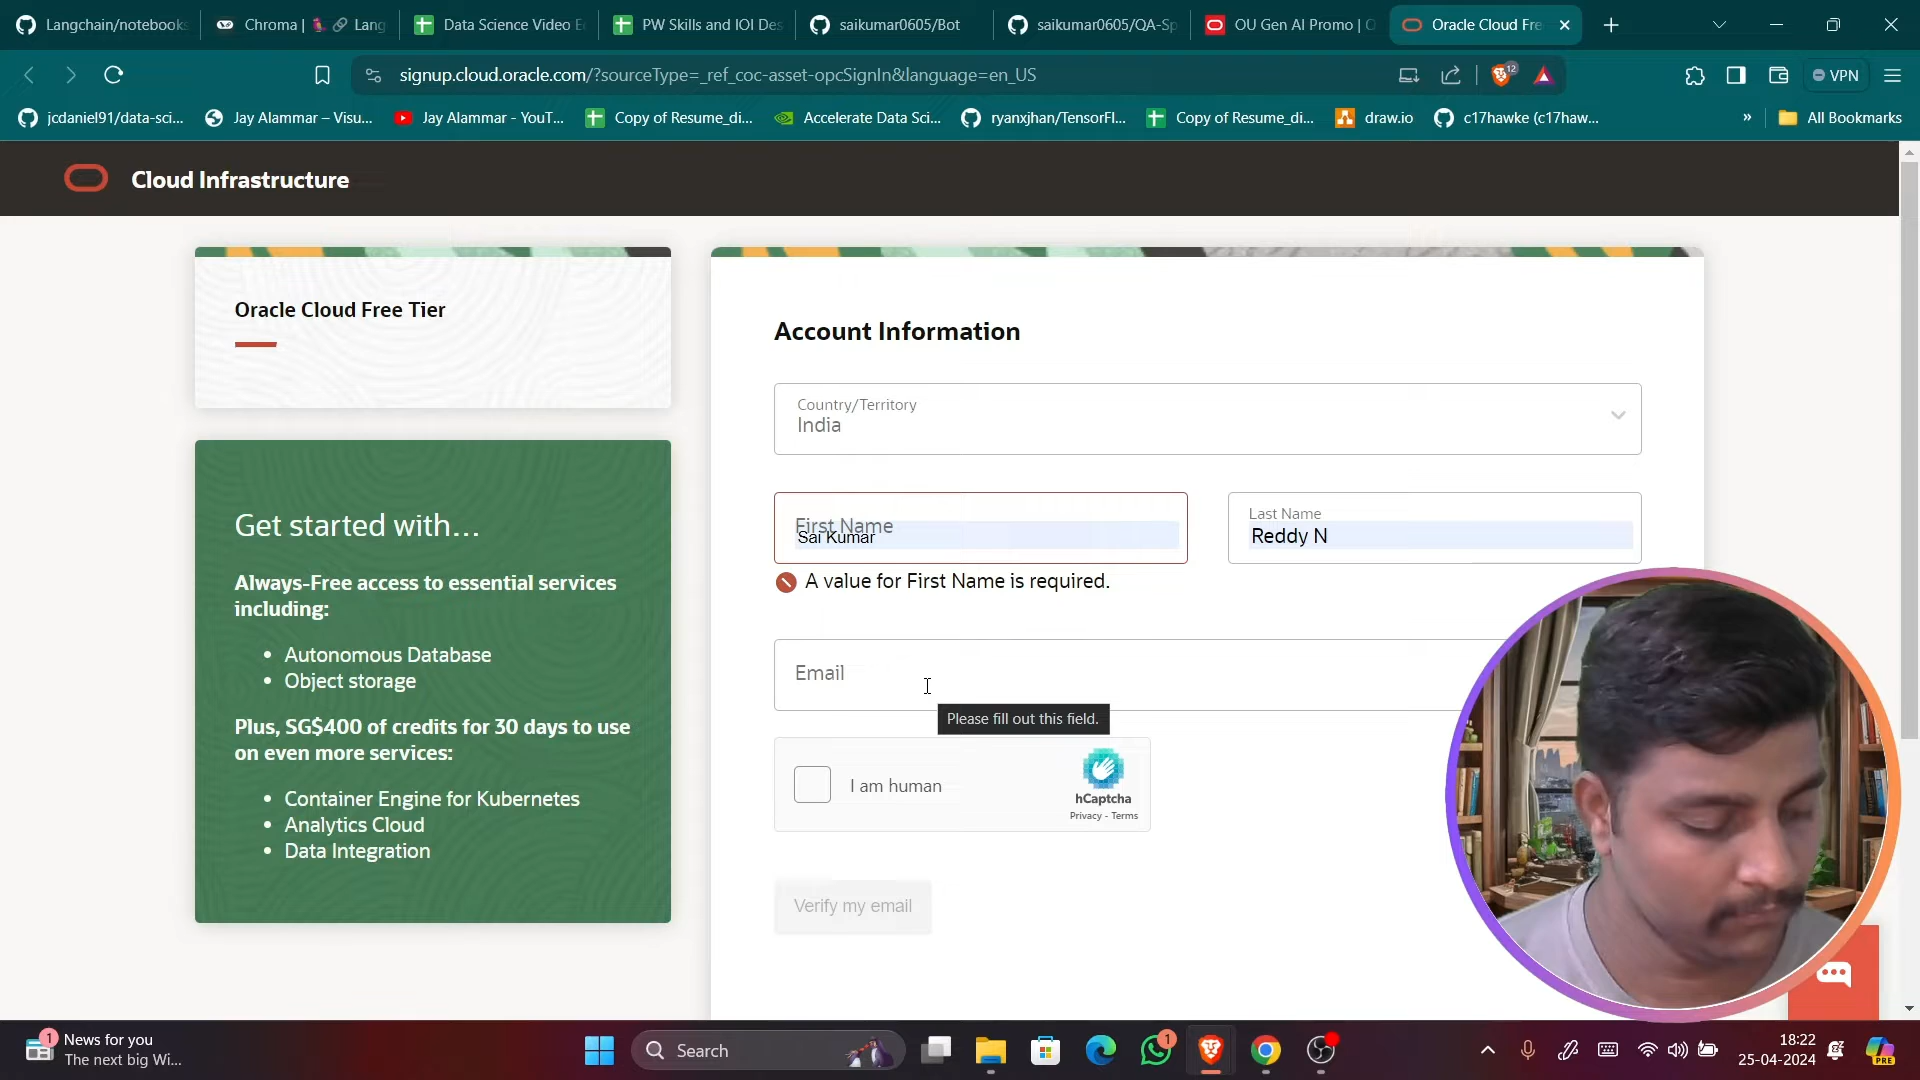 Langchain/notebooks
Chroma | Lang
Data Science Video E
PW Skills and IOI Des
saikumar0605/Bot
saikumar0605/QA-Sp
OU Gen AI Promo | O
Oracle Cloud Fre
signup.cloud.oracle.com/?sourceType=_ref_coc-asset-opcSignIn&language=en_US
12
VPN
jcdaniel91/data-sci...
Jay Alammar – Visu...
Jay Alammar - YouT...
Copy of Resume_di...
Accelerate Data Sci...
ryanxjhan/TensorFl...
Copy of Resume_di...
draw.io
c17hawke (c17haw...
»
All Bookmarks
Cloud Infrastructure
Oracle Cloud Free Tier
Account Information
Country/Territory
India
Get started with...
First Name
Sai Kumar
Last Name
Reddy N
A value for First Name is required.
Always-Free access to essential services
including:
• Autonomous Database
• Object storage
Email
Please fill out this field.
Plus, SG$400 of credits for 30 days to use
on even more services:
• Container Engine for Kubernetes
• Analytics Cloud
• Data Integration
I am human
hCaptcha
Privacy - Terms
Verify my email
1
News for you
The next big Wi...
Search
1
18:22
25-04-2024
PRE